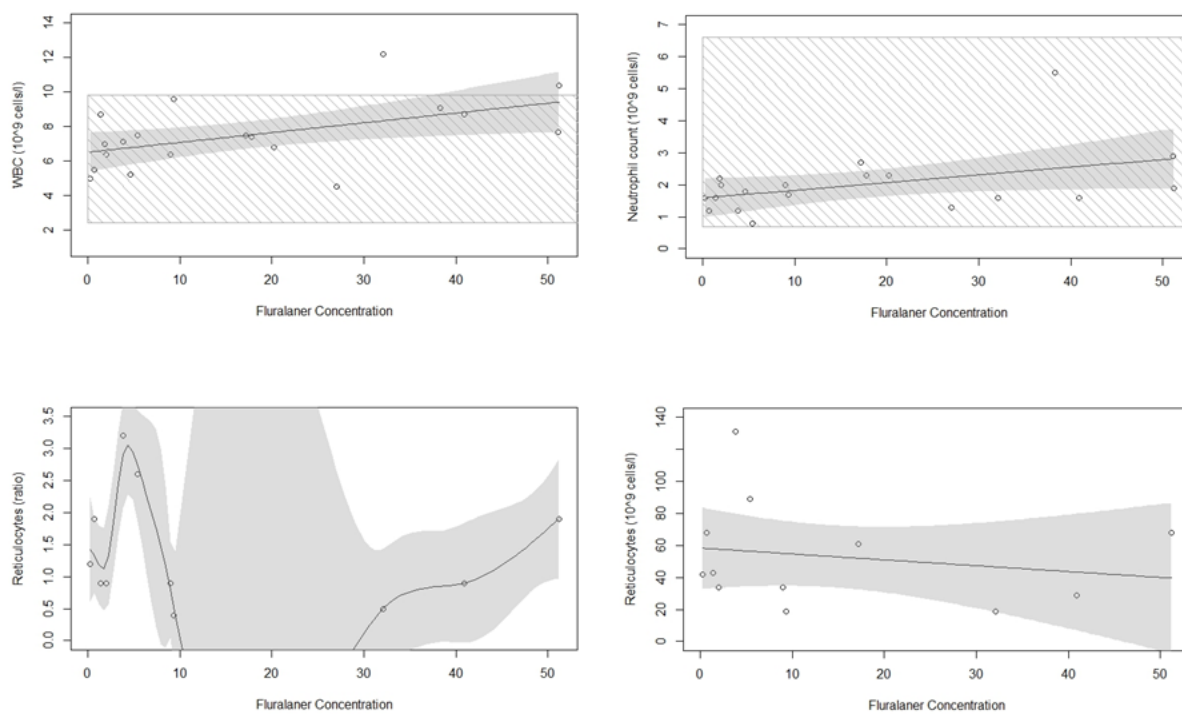 WBC (10^9 cells/l)
14
12
10
8
6
4
2
0 10 20 30 40 50
Fluralaner Concentration
Neutrophil count (10^9 cells/l)
7
6
5
4
3
2
1
0
0 10 20 30 40 50
Fluralaner Concentration
Reticulocytes (ratio)
3.5
3.0
2.5
2.0
1.5
1.0
0.5
0.0
0 10 20 30 40 50
Fluralaner Concentration
Reticulocytes (10^9 cells/l)
140
100
80
60
40
20
0
0 10 20 30 40 50
Fluralaner Concentration